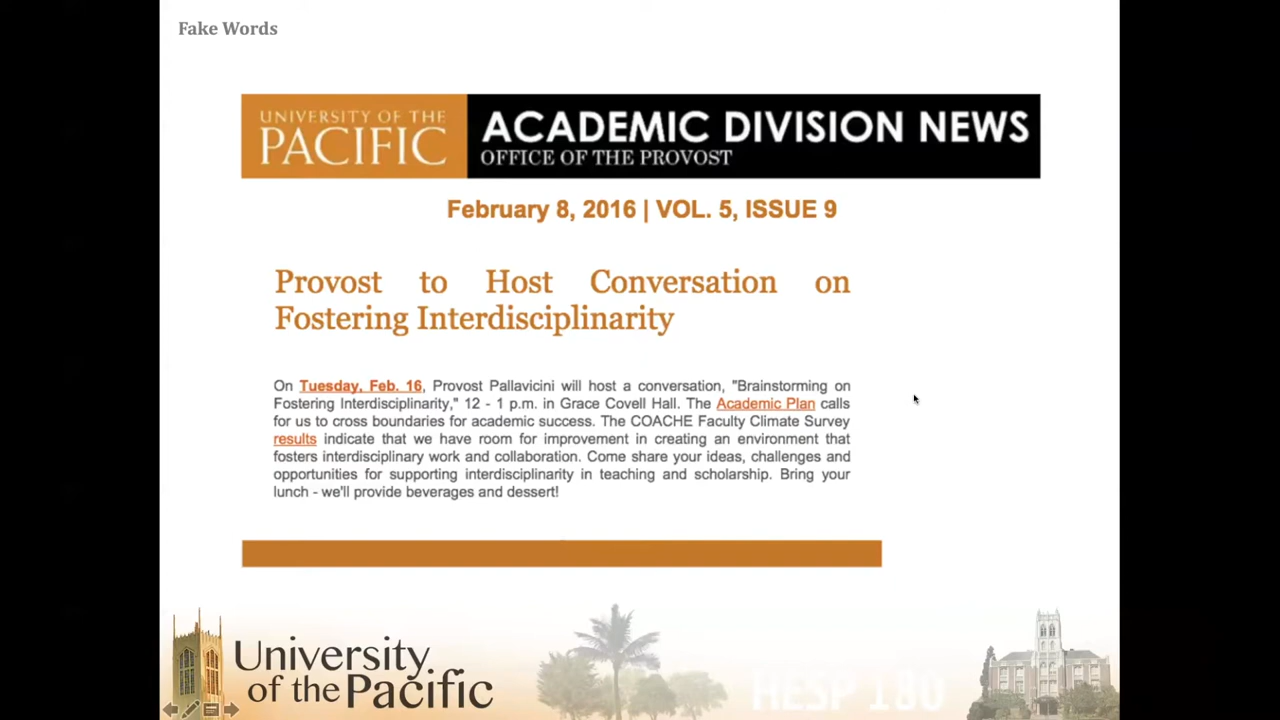 Fake Words
UNIVERSITY OF THE
PACIFIC
ACADEMIC DIVISION NEWS
OFFICE OF THE PROVOST
February 8, 2016 | VOL. 5, ISSUE 9
Provost to Host Conversation on
Fostering Interdisciplinarity
On Tuesday, Feb. 16, Provost Pallavicini will host a conversation, "Brainstorming on
Fostering Interdisciplinarity," 12 - 1 p.m. in Grace Covell Hall. The Academic Plan calls
for us to cross boundaries for academic success. The COACHE Faculty Climate Survey
results indicate that we have room for improvement in creating an environment that
fosters interdisciplinary work and collaboration. Come share your ideas, challenges and
opportunities for supporting interdisciplinarity in teaching and scholarship. Bring your
lunch - we'll provide beverages and dessert!
University
of the Pacific
HESP 180